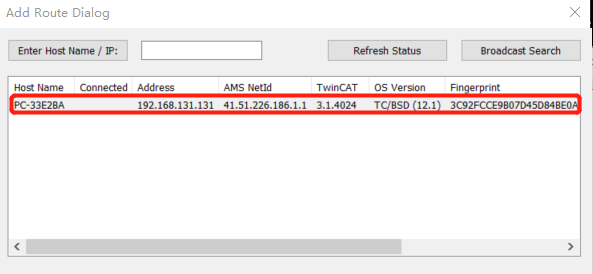 Add Route Dialog
Enter Host Name / IP: Refresh Status Broadcast Search
Host Name Connected Address AMS NetId TwinCAT OS Version Fingerprint
PC-33E2BA 192.168.131.131 41.51.226.186.1.1 3.1.4024 TC/BSD (12.1) 3C92FCCE9B07D45D84BE0A